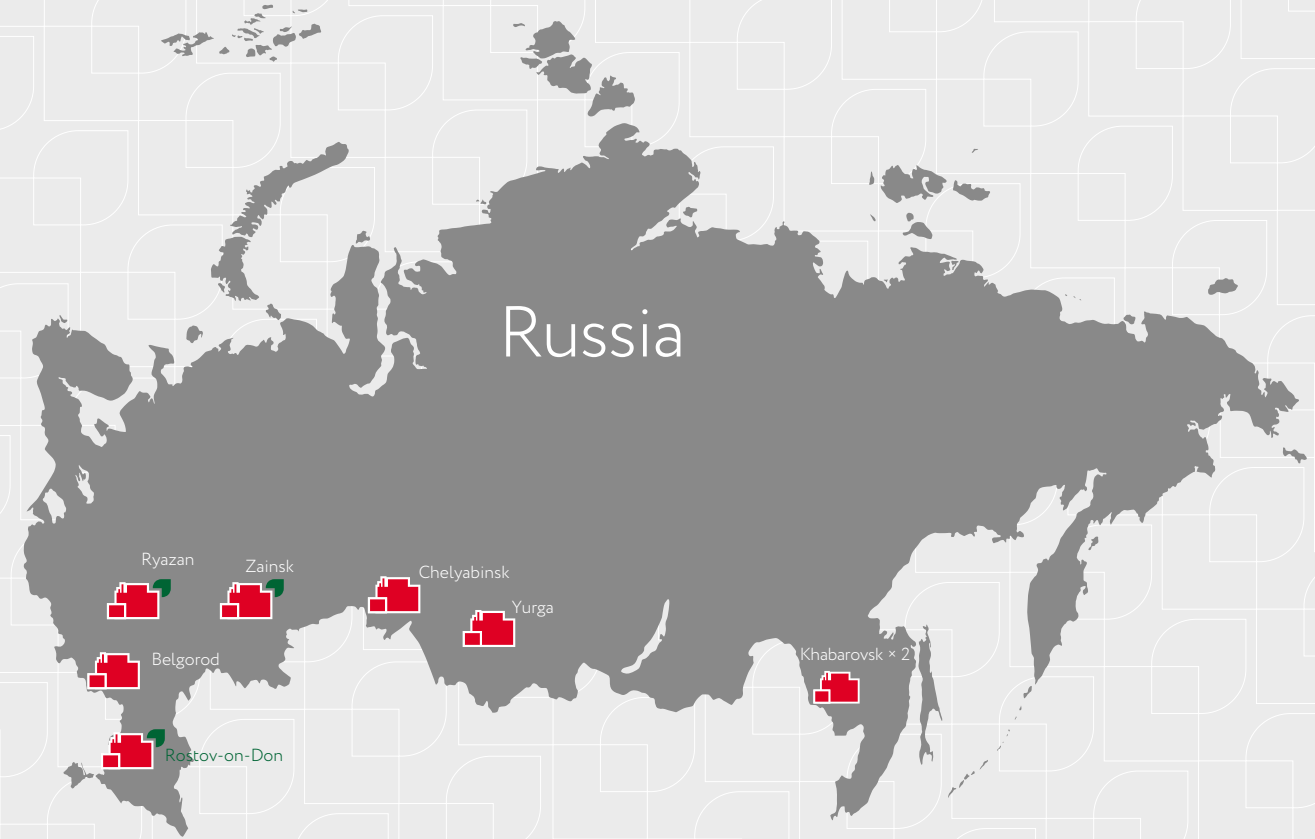 Russia
Ryazan
Zainsk
Chelyabinsk
Yurga
Belgorod
Khabarovsk × 2
Rostov-on-Don